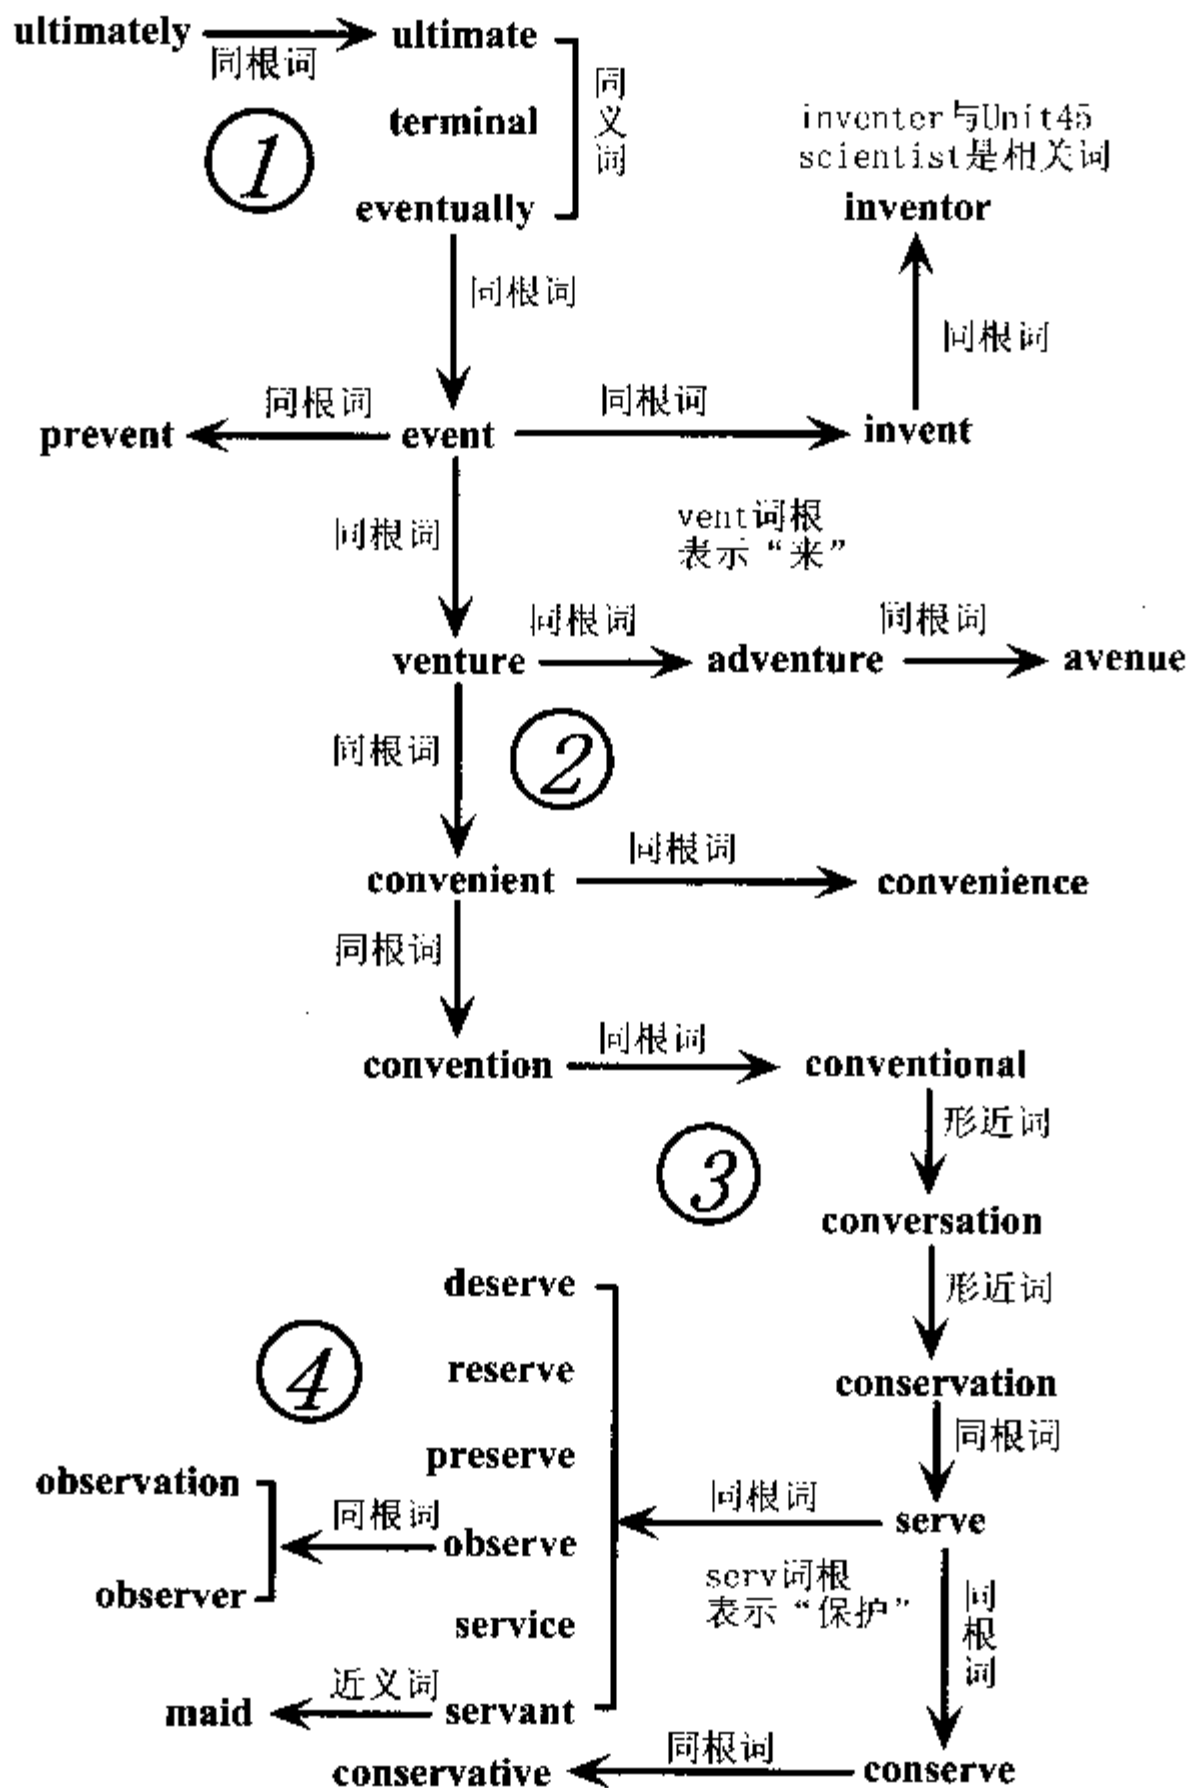 ultimately
同根词
ultimate
terminal
eventually
同义词
1
inventer与Unit45
scientist是相关词
inventor
同根词
同根词
prevent
同根词
event
同根词
invent
同根词
vent词根
表示“来”
venture
同根词
adventure
同根词
avenue
同根词
2
convenient
同根词
convenience
同根词
convention
同根词
conventional
形近词
3
conversation
形近词
deserve
4
reserve
conservation
同根词
preserve
observation
同根词
observe
同根词
serve
observer
serv词根
表示“保护”
同根词
service
maid
近义词
servant
conservative
同根词
conserve